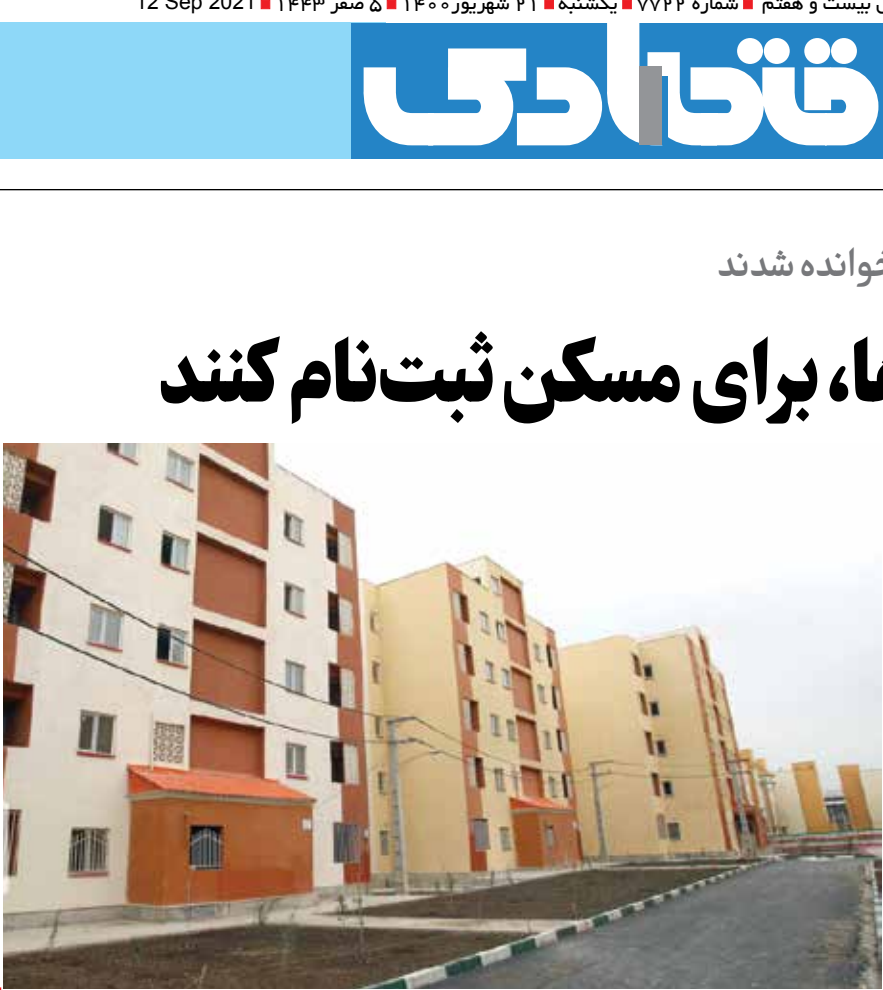 بیست و هفتم ■ شماره ۷۷۲۲ ■ یکشنبه ■ ۲۱ شهریور ۱۴۰۰ ■ ۵ صفر ۱۴۴۳ ■ 12 Sep 2021
قتصادی
خوانده شدند
ها، برای مسکن ثبت‌نام کنند